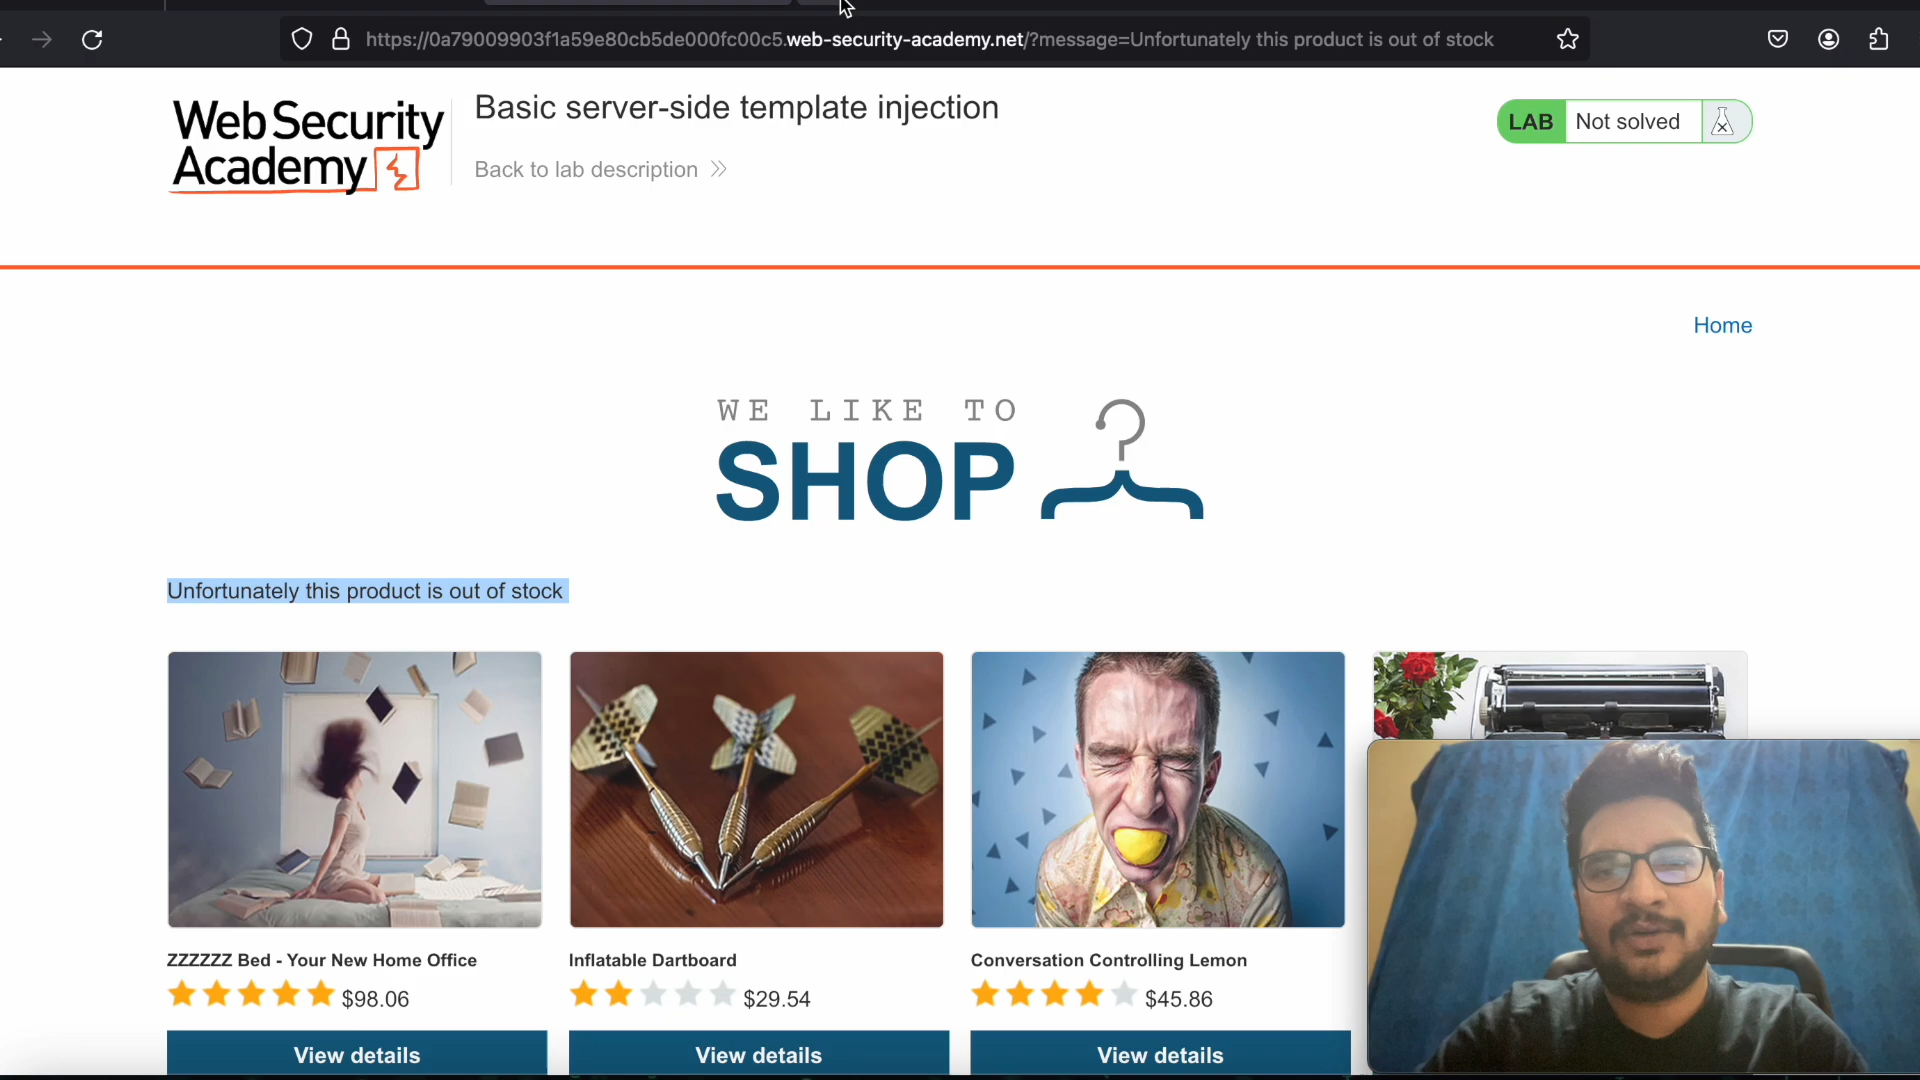 https://0a79009903f1a59e80cb5de000fc00c5.web-security-academy.net/?message=Unfortunately this product is out of stock
Web Security
Academy
Basic server-side template injection
Back to lab description
LAB Not solved
Home
WE LIKE TO
SHOP
Unfortunately this product is out of stock
ZZZZZZ Bed - Your New Home Office
Inflatable Dartboard
Conversation Controlling Lemon
$98.06
$29.54
$45.86
View details
View details
View details